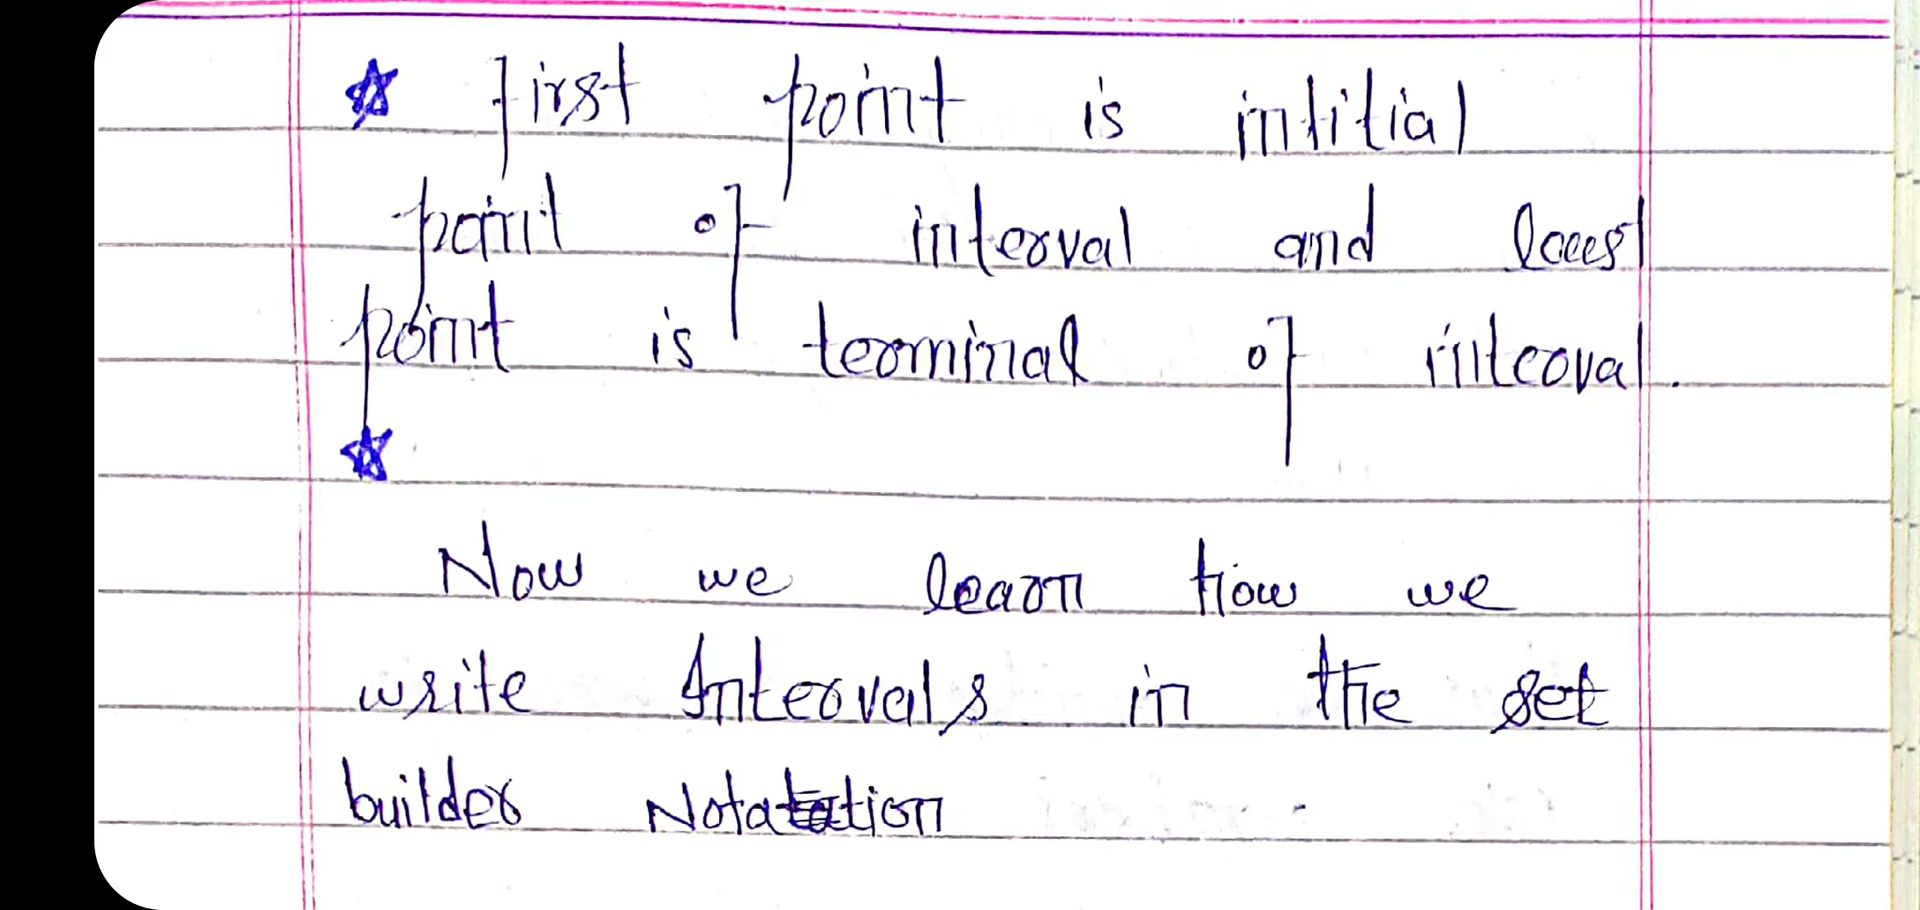 ☆ first point is intitial
point of interval and last
point is terminal of interval.
☆
Now we learn how we
write Intervals in the set
builder Notation